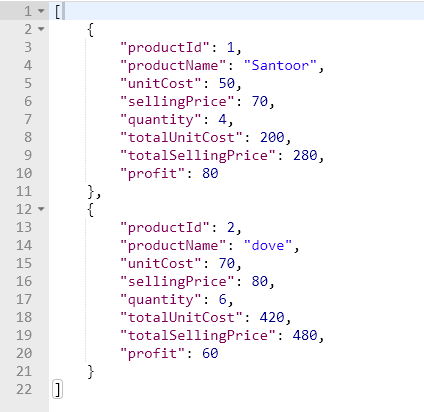 1 [
2 {
3 "productId": 1,
4 "productName": "Santoor",
5 "unitCost": 50,
6 "sellingPrice": 70,
7 "quantity": 4,
8 "totalUnitCost": 200,
9 "totalSellingPrice": 280,
10 "profit": 80
11 },
12 {
13 "productId": 2,
14 "productName": "dove",
15 "unitCost": 70,
16 "sellingPrice": 80,
17 "quantity": 6,
18 "totalUnitCost": 420,
19 "totalSellingPrice": 480,
20 "profit": 60
21 }
22 ]